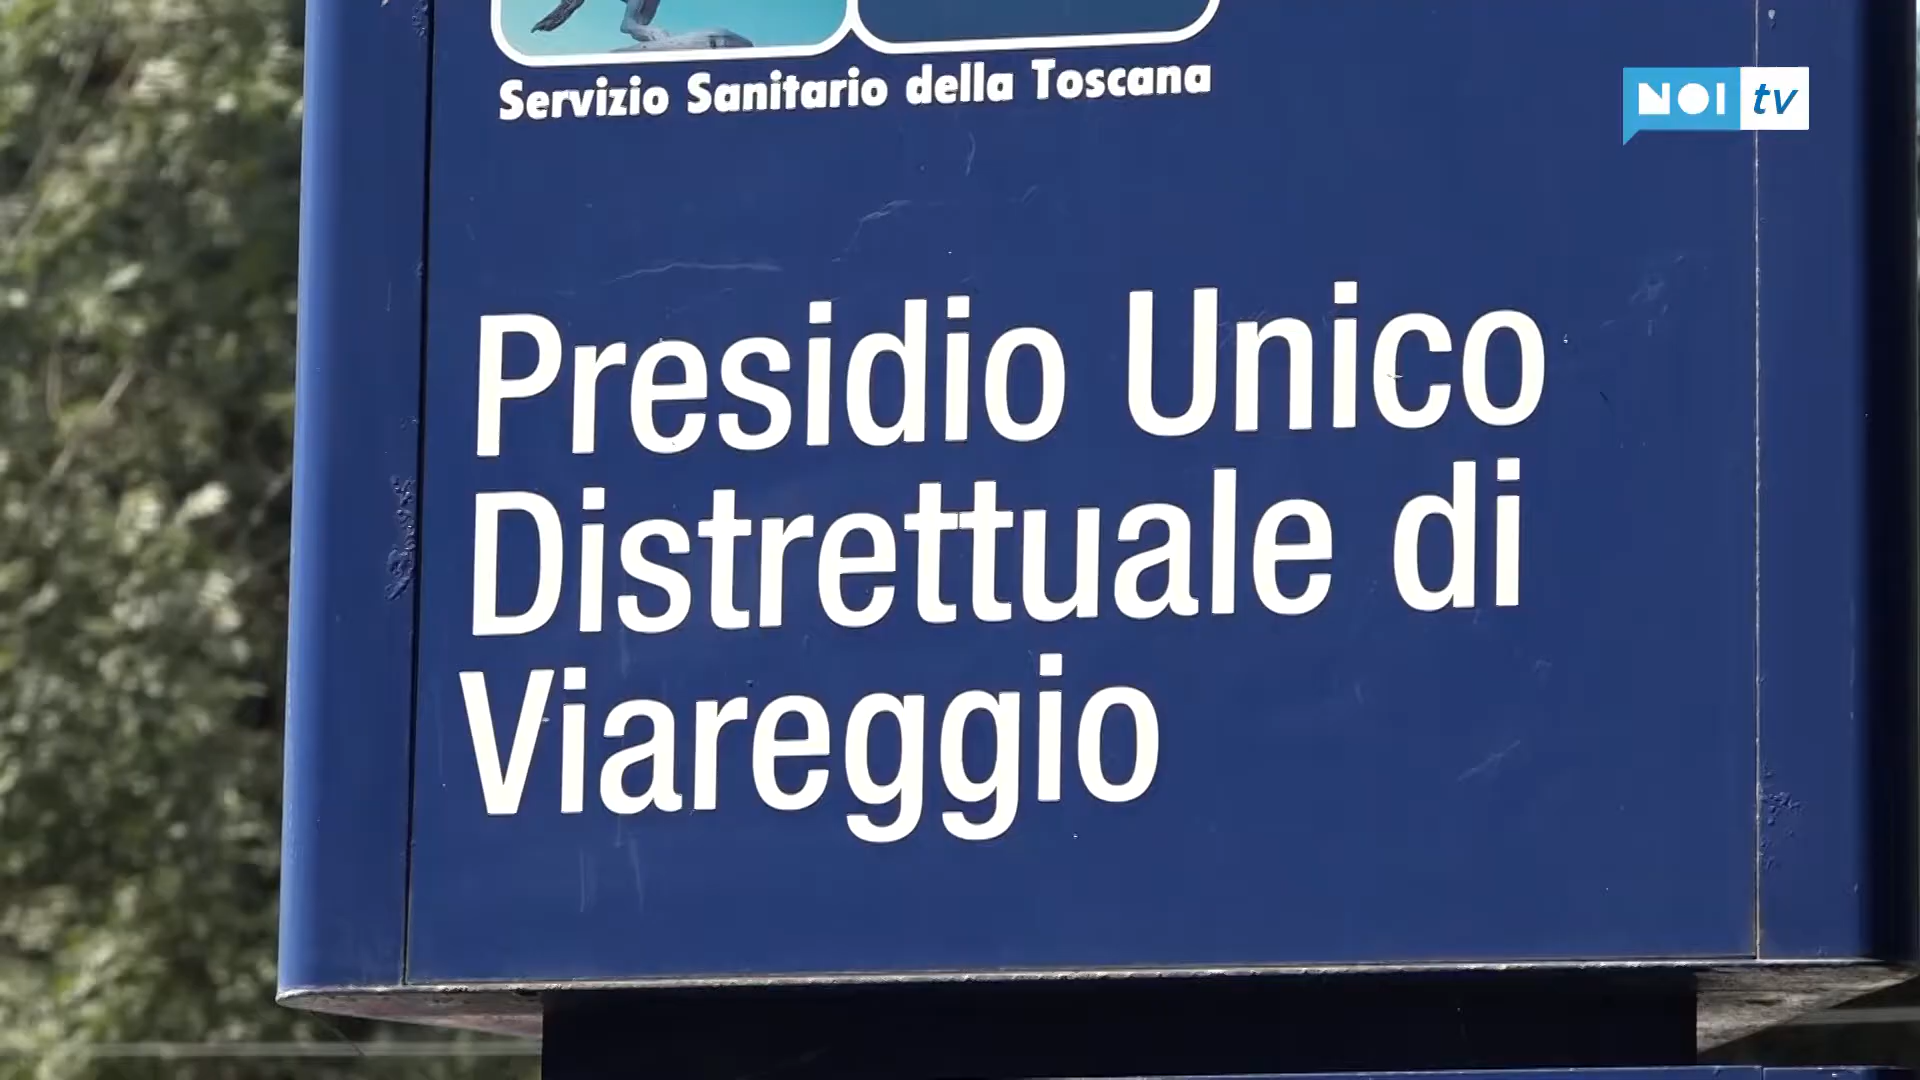 Servizio Sanitario della Toscana
NOI tv
Presidio Unico
Distrettuale di
Viareggio